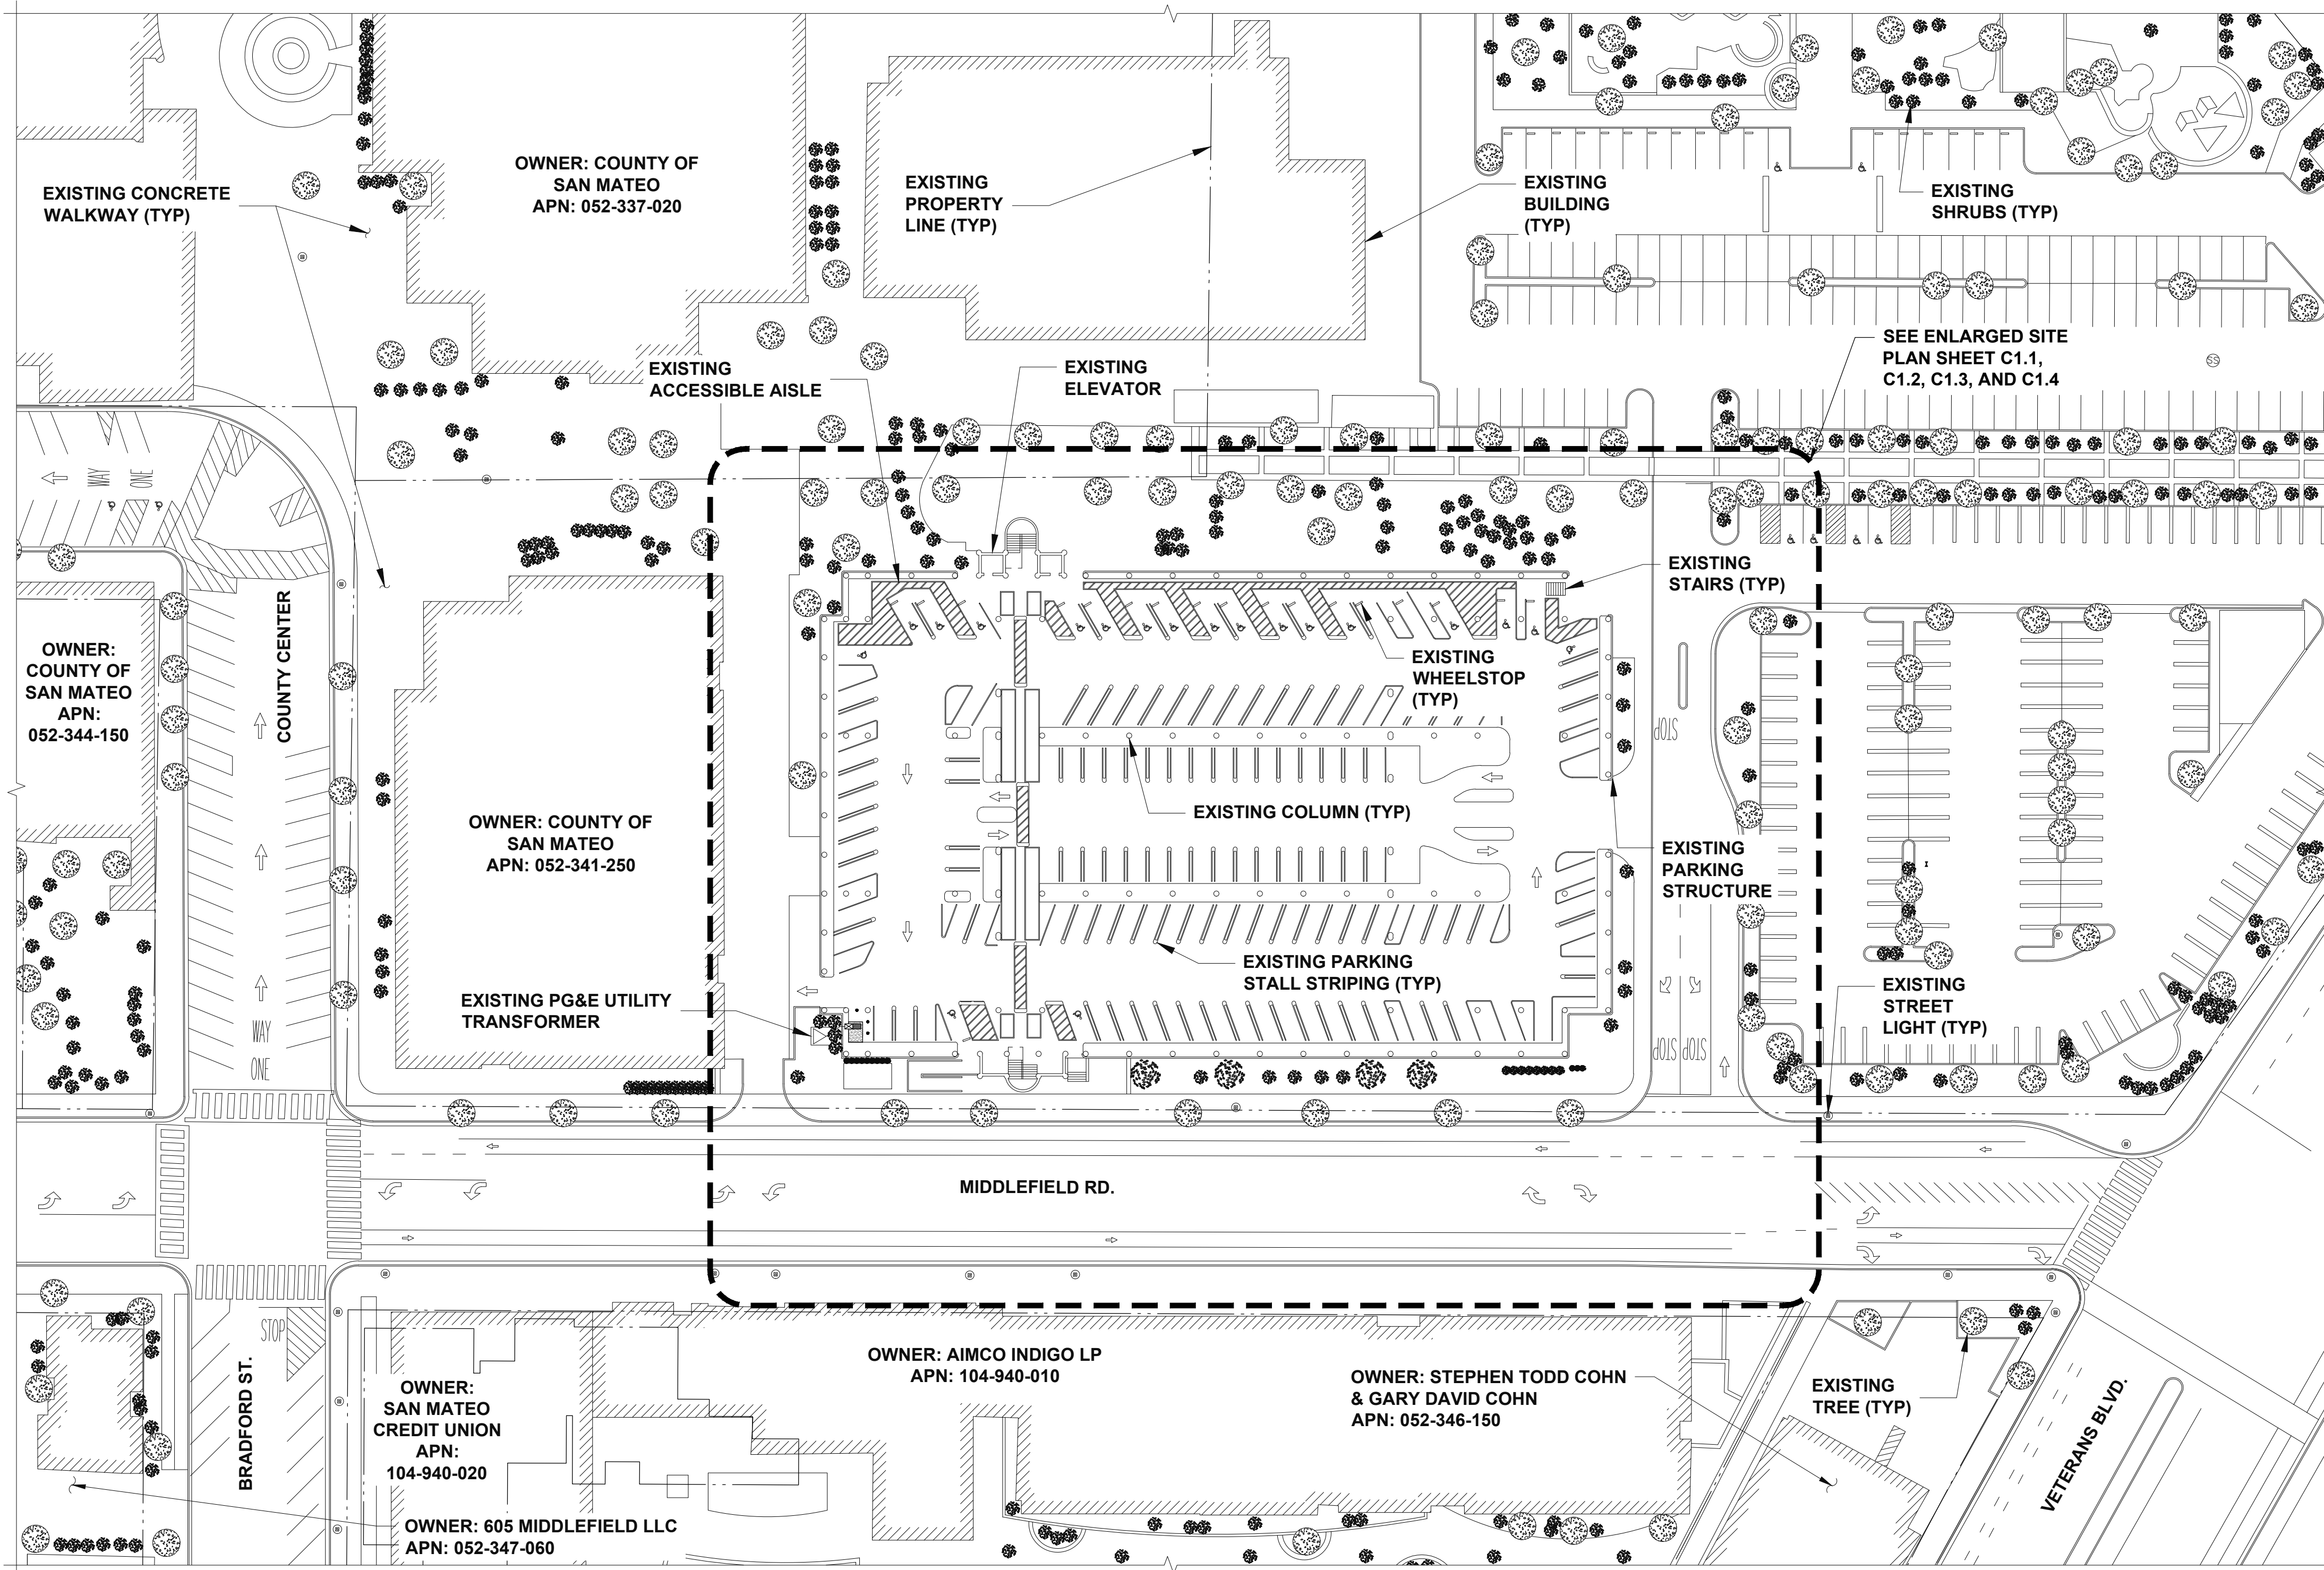 OWNER: COUNTY OF
SAN MATEO
APN: 052-337-020
EXISTING CONCRETE
WALKWAY (TYP)
EXISTING
PROPERTY
LINE (TYP)
EXISTING
BUILDING
(TYP)
EXISTING
SHRUBS (TYP)
SEE ENLARGED SITE
PLAN SHEET C1.1,
C1.2, C1.3, AND C1.4
SS
EXISTING
ACCESSIBLE AISLE
EXISTING
ELEVATOR
WAY
ONE
EXISTING
STAIRS (TYP)
OWNER:
COUNTY OF
SAN MATEO
APN:
052-344-150
COUNTY CENTER
EXISTING
WHEELSTOP
(TYP)
STOP
OWNER: COUNTY OF
SAN MATEO
APN: 052-341-250
EXISTING COLUMN (TYP)
EXISTING
PARKING
STRUCTURE
EXISTING PARKING
STALL STRIPING (TYP)
EXISTING PG&E UTILITY
TRANSFORMER
EXISTING
STREET
LIGHT (TYP)
WAY
ONE
STOP
STOP
MIDDLEFIELD RD.
STOP
BRADFORD ST.
OWNER:
SAN MATEO
CREDIT UNION
APN:
104-940-020
OWNER: AIMCO INDIGO LP
APN: 104-940-010
OWNER: STEPHEN TODD COHN
& GARY DAVID COHN
APN: 052-346-150
EXISTING
TREE (TYP)
VETERANS BLVD.
OWNER: 605 MIDDLEFIELD LLC
APN: 052-347-060